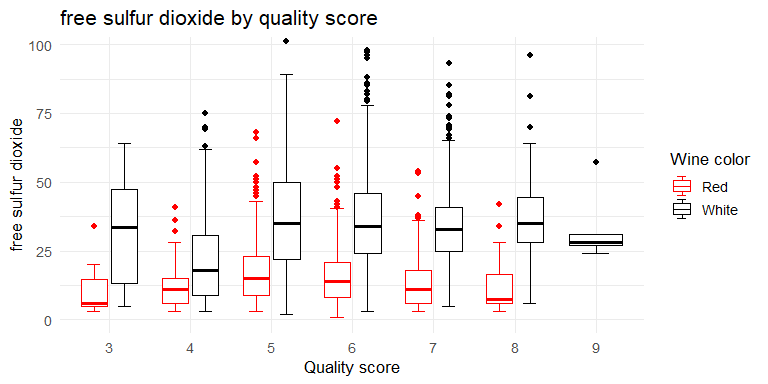 free sulfur dioxide by quality score
100
75
50
25
0
free sulfur dioxide
3 4 5 6 7 8 9
Quality score
Wine color
Red
White